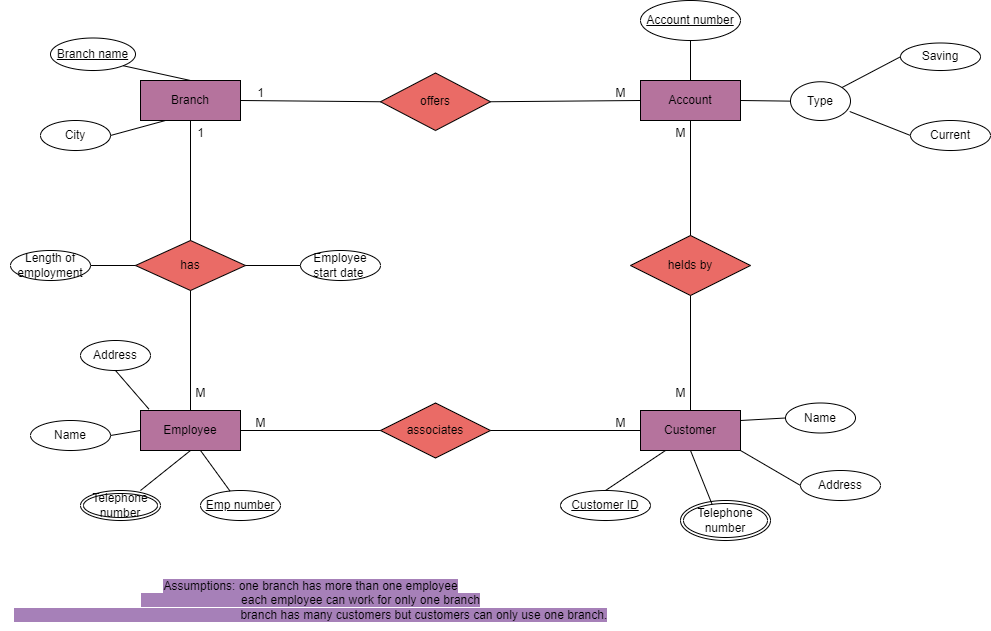 Account number
Branch name
Saving
Branch
1
offers
M
Account
Type
City
1
M
Current
Length of
employment
has
Employee
start date
helds by
Address
M
M
Name
Employee
M
associates
M
Customer
Name
Telephone
number
Emp number
Customer ID
Telephone
number
Address
Assumptions: one branch has more than one employee
each employee can work for only one branch
branch has many customers but customers can only use one branch.